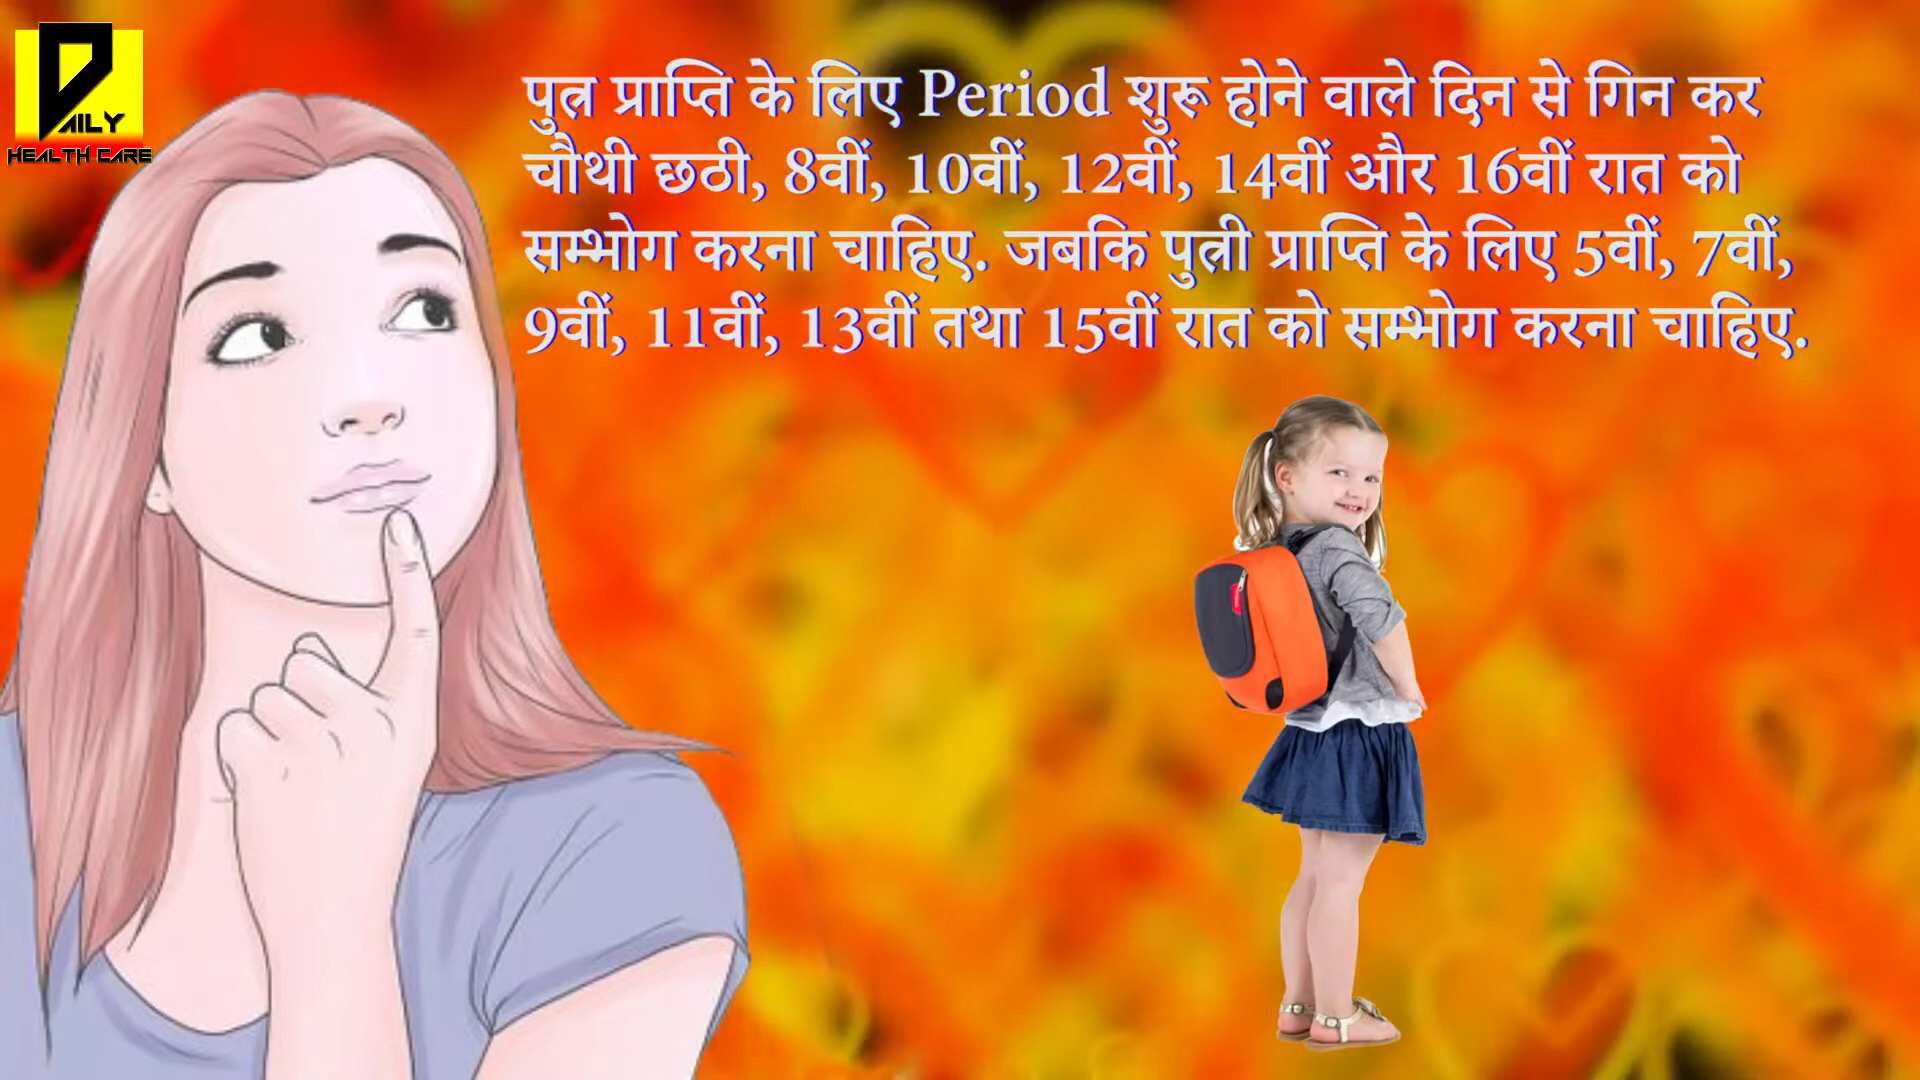 DAILY
HEALTH CARE
पुत्र प्राप्ति के लिए Period शुरू होने वाले दिन से गिन कर
चौथी छठी, 8वीं, 10वीं, 12वीं, 14वीं और 16वीं रात को
सम्भोग करना चाहिए. जबकि पुत्री प्राप्ति के लिए 5वीं, 7वीं,
9वीं, 11वीं, 13वीं तथा 15वीं रात को सम्भोग करना चाहिए.